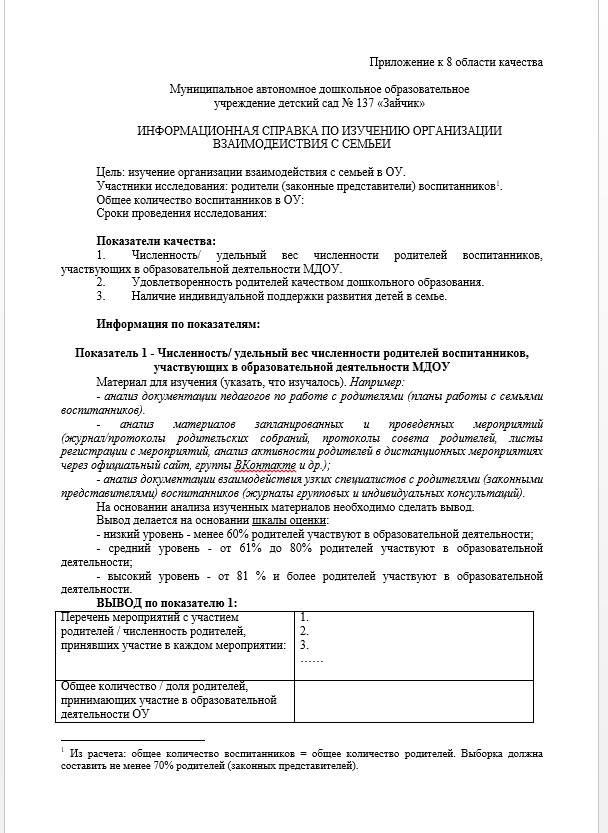 Приложение к 8 области качества
Муниципальное автономное дошкольное образовательное
учреждение детский сад № 137 «Зайчик»
ИНФОРМАЦИОННАЯ СПРАВКА ПО ИЗУЧЕНИЮ ОРГАНИЗАЦИИ
ВЗАИМОДЕЙСТВИЯ С СЕМЬЕЙ
Цель: изучение организации взаимодействия с семьей в ОУ.
Участники исследования: родители (законные представители) воспитанников¹.
Общее количество воспитанников в ОУ:
Сроки проведения исследования:
Показатели качества:
1. Численность/ удельный вес численности родителей воспитанников,
участвующих в образовательной деятельности МДОУ.
2. Удовлетворенность родителей качеством дошкольного образования.
3. Наличие индивидуальной поддержки развития детей в семье.
Информация по показателям:
Показатель 1 - Численность/ удельный вес численности родителей воспитанников,
участвующих в образовательной деятельности МДОУ
Материал для изучения (указать, что изучалось). Например:
- анализ документации педагогов по работе с родителями (планы работы с семьями
воспитанников).
- анализ материалов запланированных и проведенных мероприятий
(журнал/протоколы родительских собраний, протоколы совета родителей, листы
регистрации с мероприятий, анализ активности родителей в дистанционных мероприятиях
через официальный сайт, группы ВКонтакте и др.);
- анализ документации взаимодействия узких специалистов с родителями (законными
представителями) воспитанников (журналы групповых и индивидуальных консультаций).
На основании анализа изученных материалов необходимо сделать вывод.
Вывод делается на основании шкалы оценки:
- низкий уровень - менее 60% родителей участвуют в образовательной деятельности;
- средний уровень - от 61% до 80% родителей участвуют в образовательной
деятельности;
- высокий уровень - от 81 % и более родителей участвуют в образовательной
деятельности.
ВЫВОД по показателю 1:
Перечень мероприятий с участием
родителей / численность родителей,
принявших участие в каждом мероприятии:
1.
2.
3.
……
Общее количество / доля родителей,
принимающих участие в образовательной
деятельности ОУ
¹ Из расчета: общее количество воспитанников = общее количество родителей. Выборка должна
составить не менее 70% родителей (законных представителей).